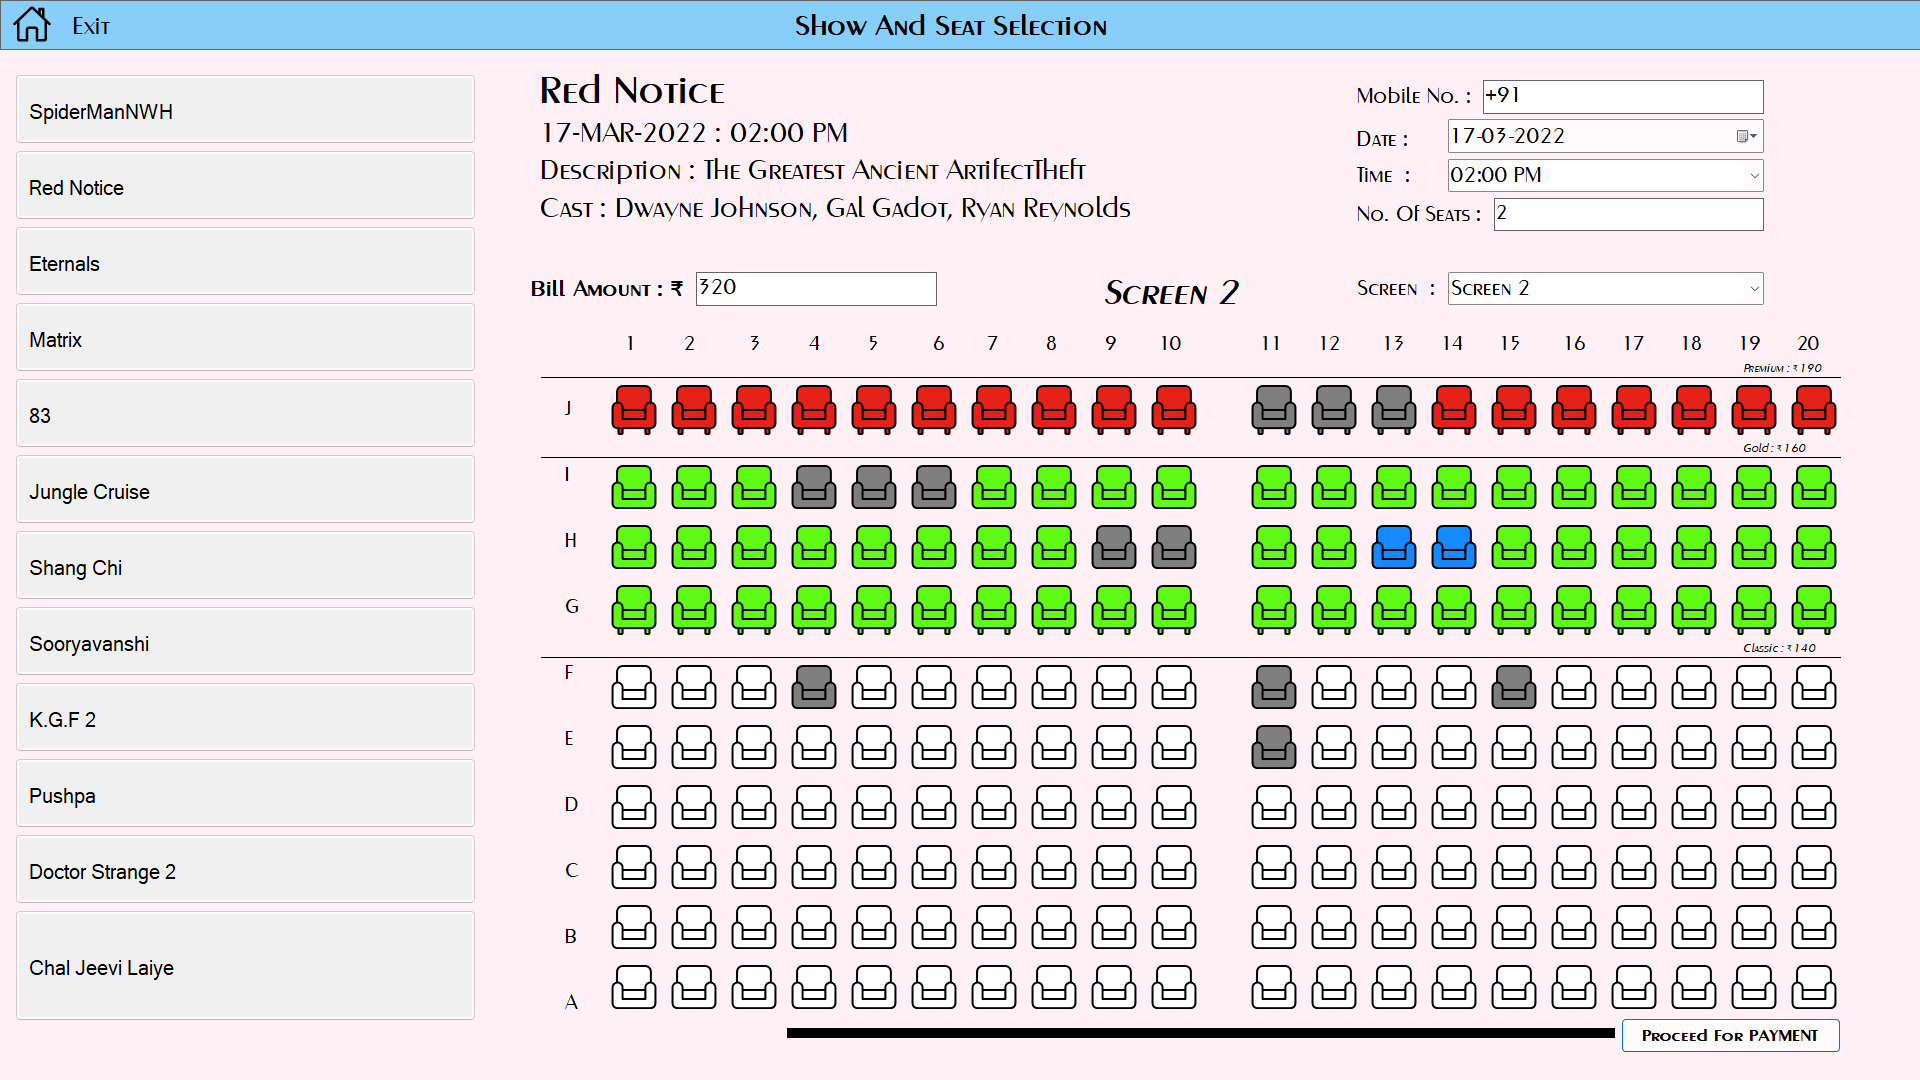 Exit
Show And Seat Selection
SpiderManNWH
Red Notice
Eternals
Matrix
83
Jungle Cruise
Shang Chi
Sooryavanshi
K.G.F 2
Pushpa
Doctor Strange 2
Chal Jeevi Laiye
Red Notice
17-MAR-2022 : 02:00 PM
Description : The Greatest Ancient ArtifectTheft
Cast : Dwayne Johnson, Gal Gadot, Ryan Reynolds
Mobile No. : +91
Date : 17-03-2022
Time : 02:00 PM
No. Of Seats : 2
Bill Amount : ₹ 320
Screen 2
Screen : Screen 2
1 2 3 4 5 6 7 8 9 10 11 12 13 14 15 16 17 18 19 20
Premium : ₹ 190
J
Gold : ₹ 160
I
H
G
Classic : ₹ 140
F
E
D
C
B
A
Proceed For PAYMENT